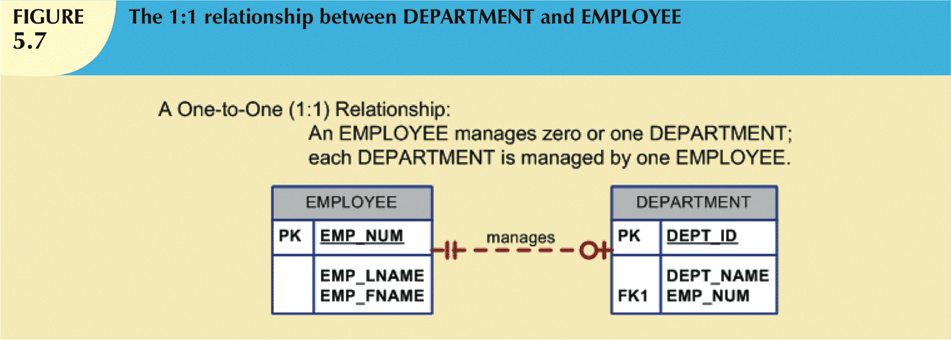 FIGURE
5.7
The 1:1 relationship between DEPARTMENT and EMPLOYEE
A One-to-One (1:1) Relationship:
An EMPLOYEE manages zero or one DEPARTMENT;
each DEPARTMENT is managed by one EMPLOYEE.
EMPLOYEE
PK EMP_NUM
EMP_LNAME
EMP_FNAME
manages
DEPARTMENT
PK DEPT_ID
DEPT_NAME
FK1 EMP_NUM